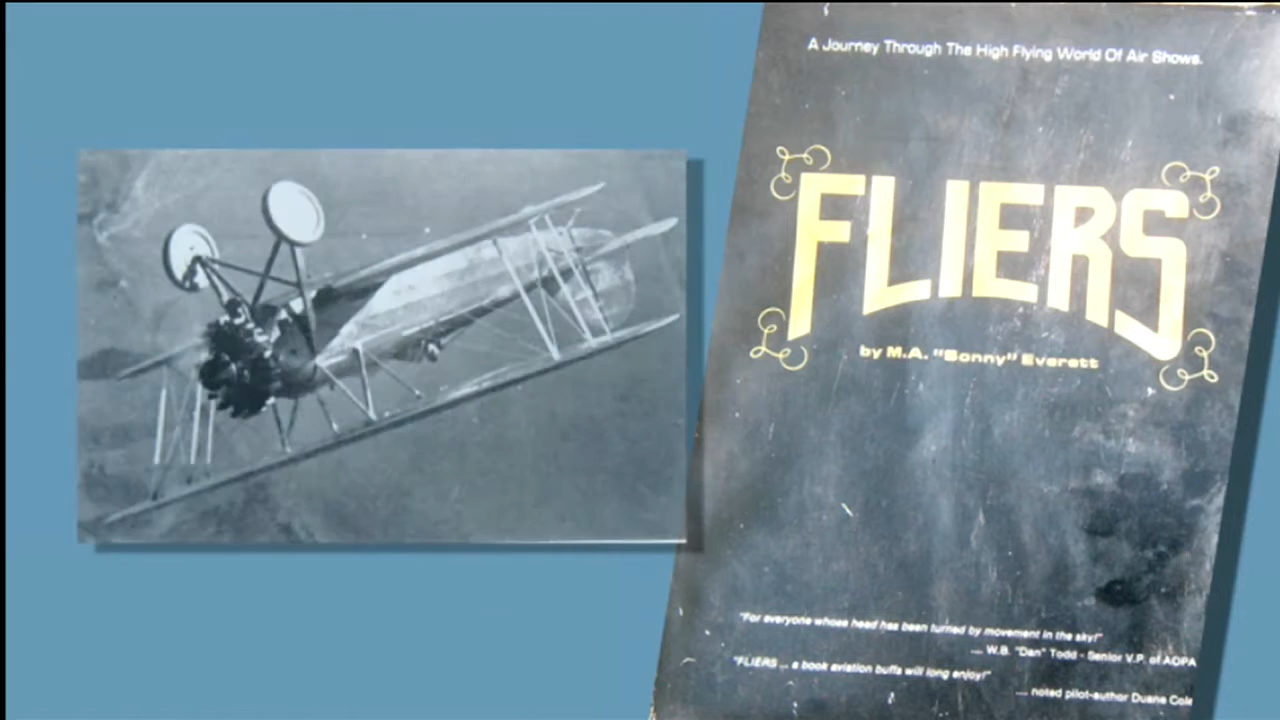 A Journey Through The High Flying World Of Air Shows.
FLIERS
by M.A. "Sonny" Everett
"For everyone whose head has been turned by movement in the sky!"
.... W.B. "Dan" Todd - Senior V.P. of AOPA
"FLIERS ... a book aviation buffs will long enjoy!"
.... noted pilot-author Duane Cole